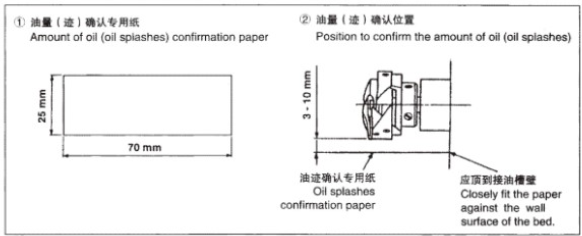 ① 油量（迹）确认专用纸
Amount of oil (oil splashes) confirmation paper
25 mm
70 mm
② 油量（迹）确认位置
Position to confirm the amount of oil (oil splashes)
3 - 10 mm
油迹确认专用纸
Oil splashes
confirmation paper
应顶到接油槽壁
Closely fit the paper
against the wall
surface of the bed.